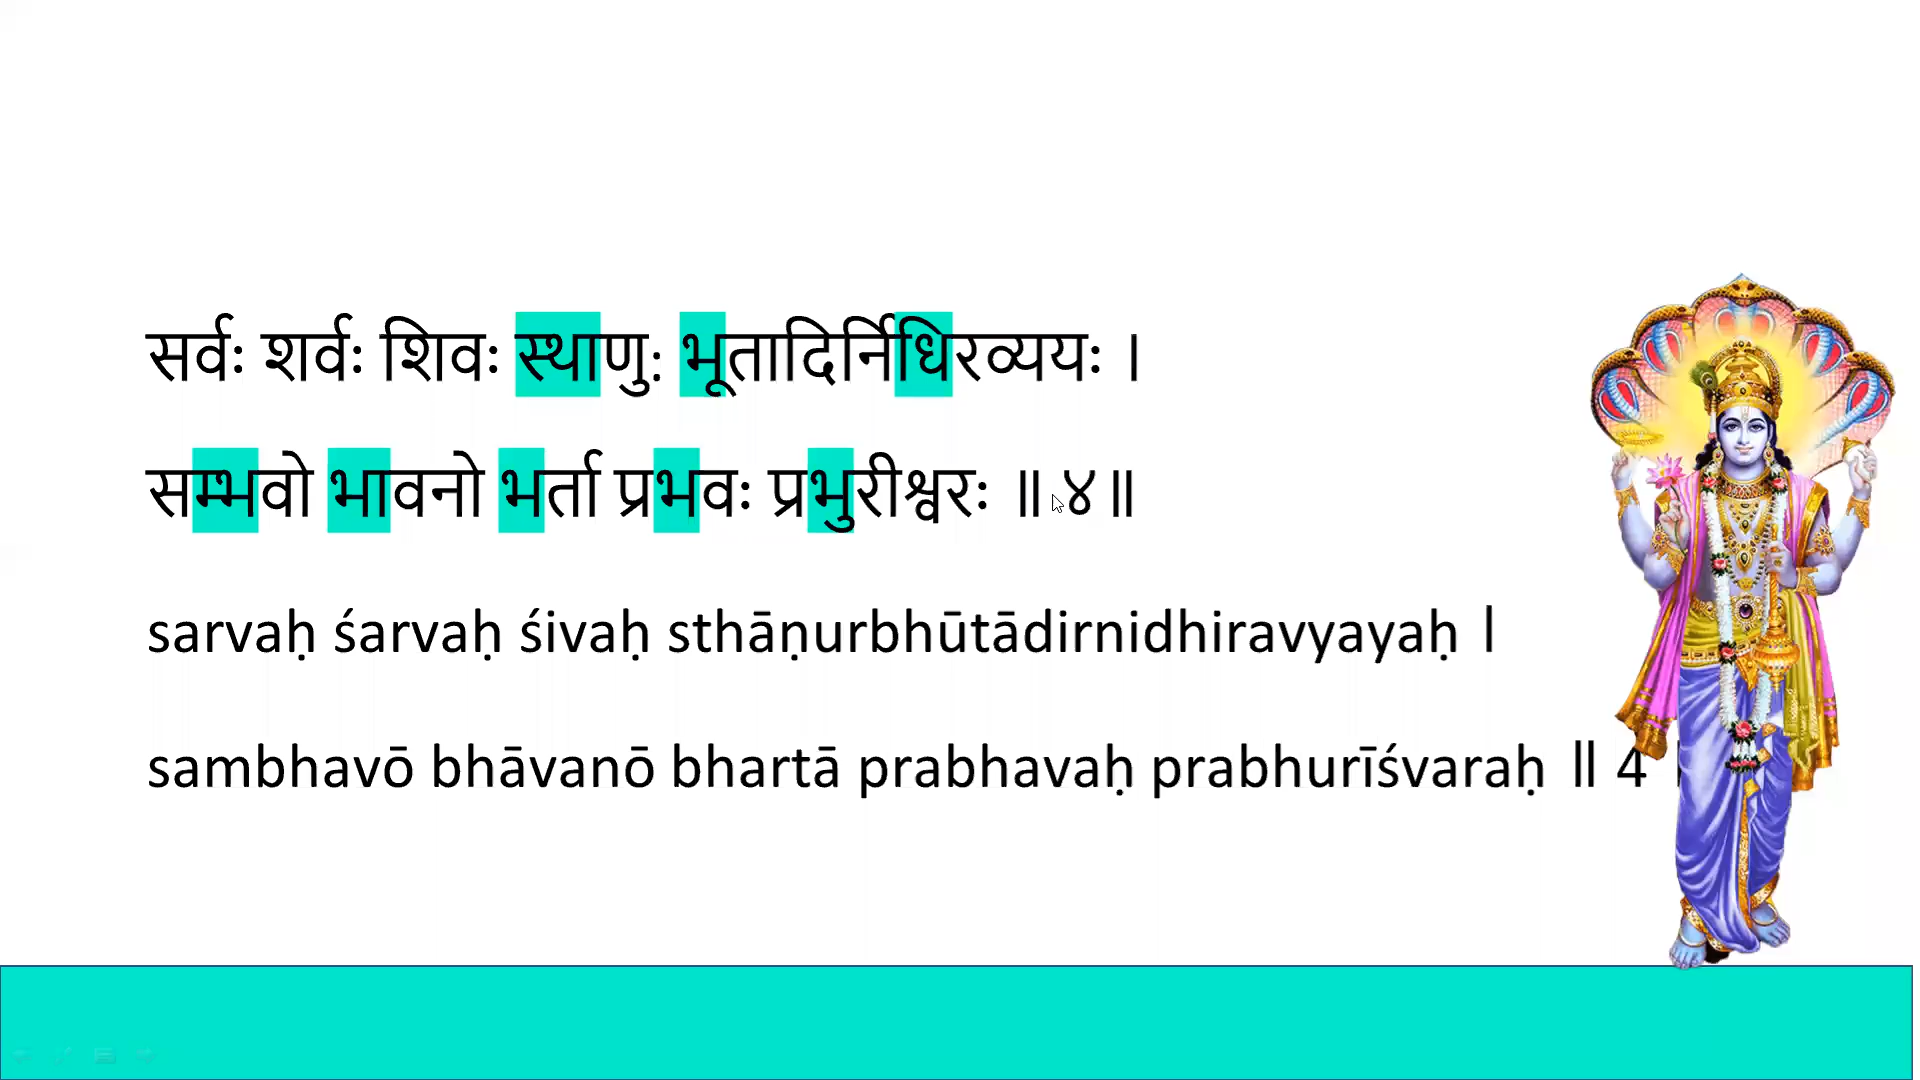 सर्वः शर्वः शिवः स्थाणु: भूतादिर्निधिरव्ययः ।
सम्भवो भावनो भर्ता प्रभवः प्रभुरीश्वरः ॥ ४॥
sarvaḥ śarvaḥ śivaḥ sthāṇurbhūtādirnidhiravyayaḥ ।
sambhavō bhāvanō bhartā prabhavaḥ prabhurīśvaraḥ ॥ 4